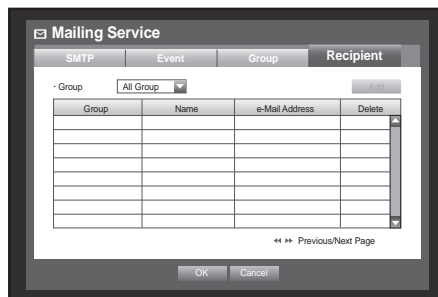 Mailing Service
SMTP Event Group Recipient
· Group All Group Add
Group Name e-Mail Address Delete
Previous/Next Page
OK Cancel